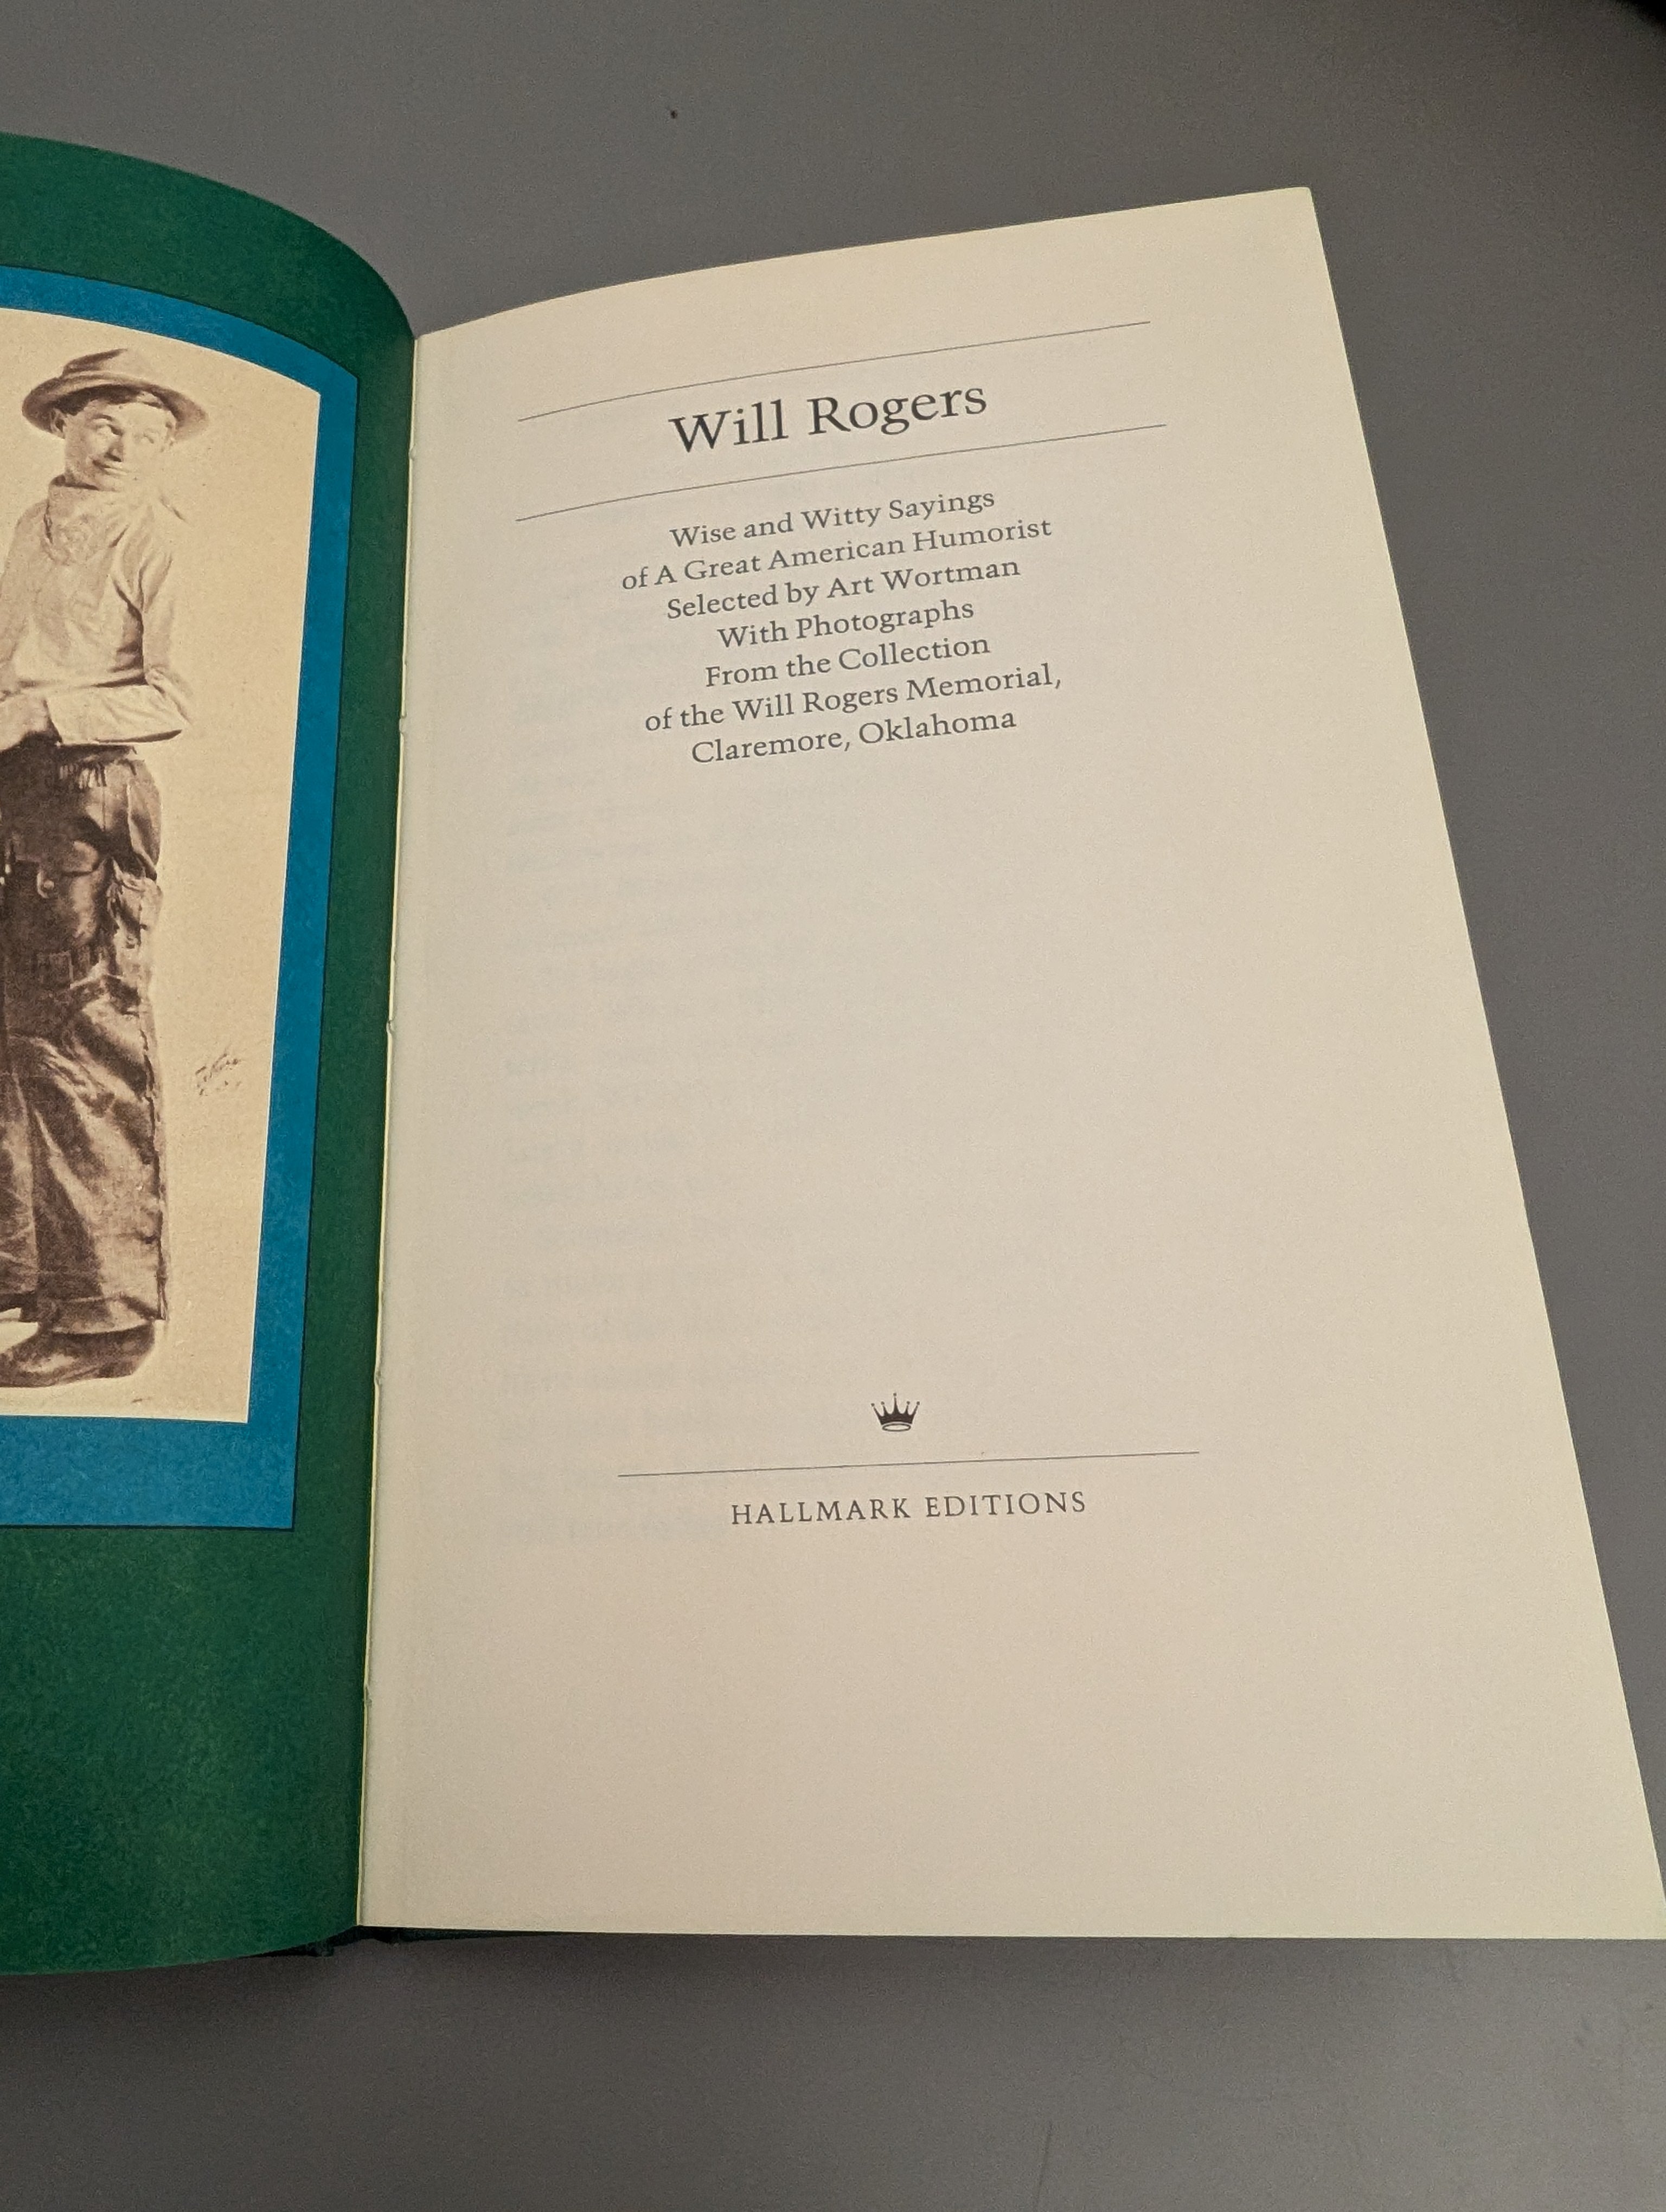 Will Rogers
Wise and Witty Sayings
of A Great American Humorist
Selected by Art Wortman
With Photographs
From the Collection
of the Will Rogers Memorial,
Claremore, Oklahoma
HALLMARK EDITIONS